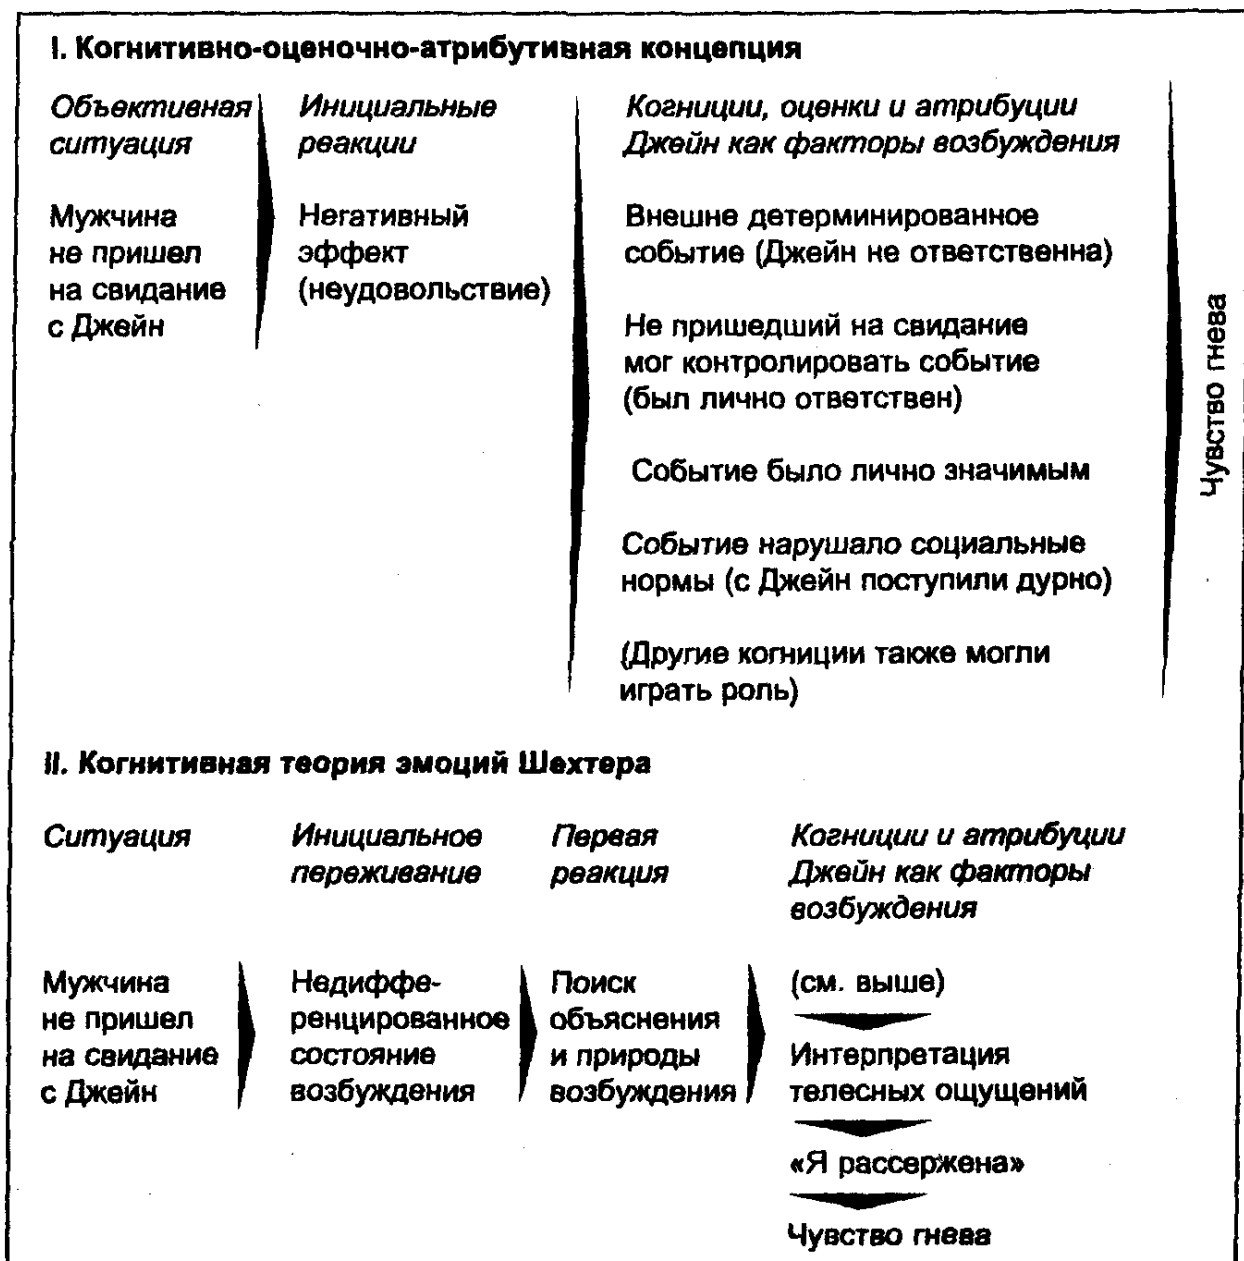 I. Когнитивно-оценочно-атрибутивная концепция
Объективная
ситуация
Мужчина
не пришел
на свидание
с Джейн
Инициальные
реакции
Негативный
эффект
(неудовольствие)
Когниции, оценки и атрибуции
Джейн как факторы возбуждения
Внешне детерминированное
событие (Джейн не ответственна)
Не пришедший на свидание
мог контролировать событие
(был лично ответствен)
Событие было лично значимым
Событие нарушало социальные
нормы (с Джейн поступили дурно)
(Другие когниции также могли
играть роль)
Чувство гнева
II. Когнитивная теория эмоций Шехтера
Ситуация
Мужчина
не пришел
на свидание
с Джейн
Инициальное
переживание
Недиффе-
ренцированное
состояние
возбуждения
Первая
реакция
Поиск
объяснения
и природы
возбуждения
Когниции и атрибуции
Джейн как факторы
возбуждения
(см. выше)
Интерпретация
телесных ощущений
«Я рассержена»
Чувство гнева